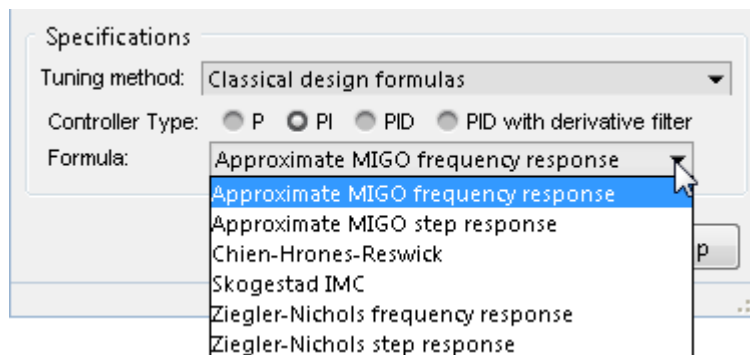 Specifications
Tuning method: Classical design formulas
Controller Type: P PI PID PID with derivative filter
Formula: Approximate MIGO frequency response
Approximate MIGO frequency response
Approximate MIGO step response
Chien-Hrones-Reswick
p
Skogestad IMC
Ziegler-Nichols frequency response
Ziegler-Nichols step response